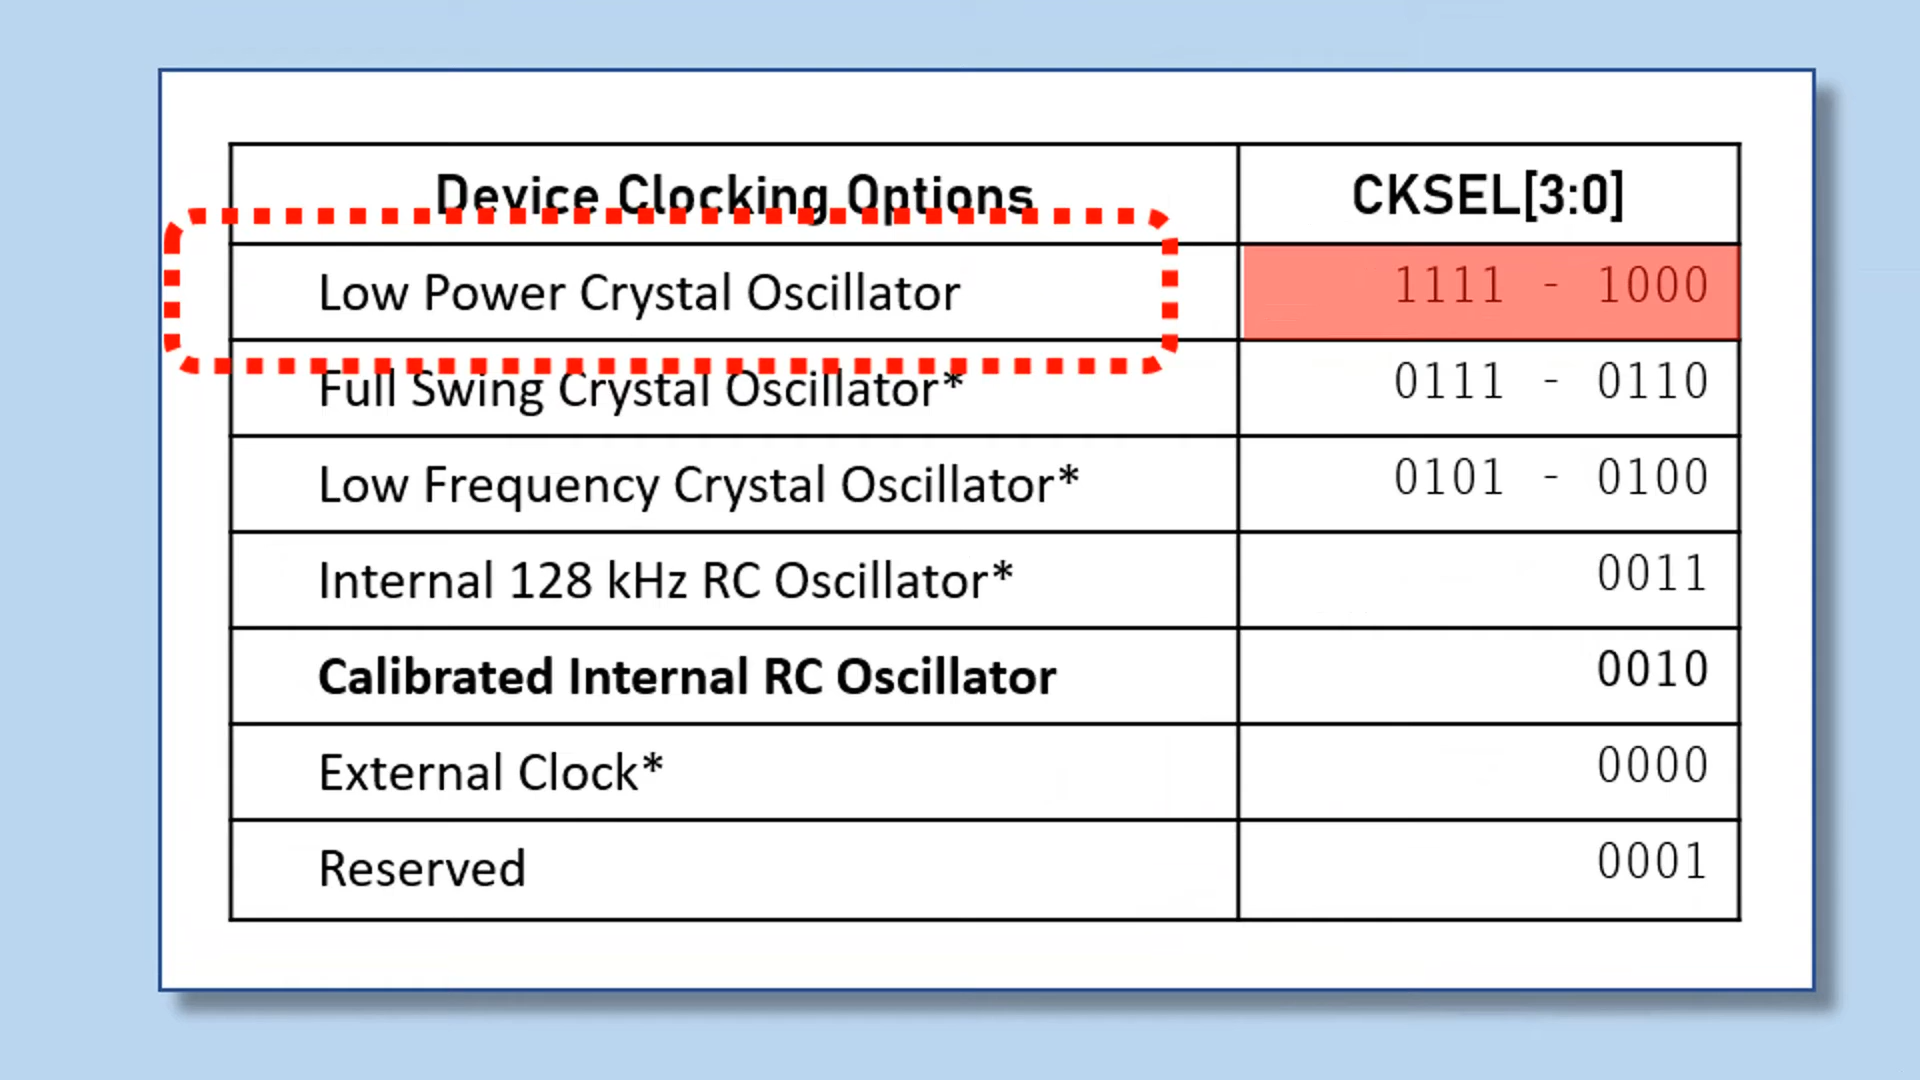 Device Clocking Options CKSEL[3:0]
Low Power Crystal Oscillator 1111 - 1000
Full Swing Crystal Oscillator* 0111 - 0110
Low Frequency Crystal Oscillator* 0101 - 0100
Internal 128 kHz RC Oscillator* 0011
Calibrated Internal RC Oscillator 0010
External Clock* 0000
Reserved 0001